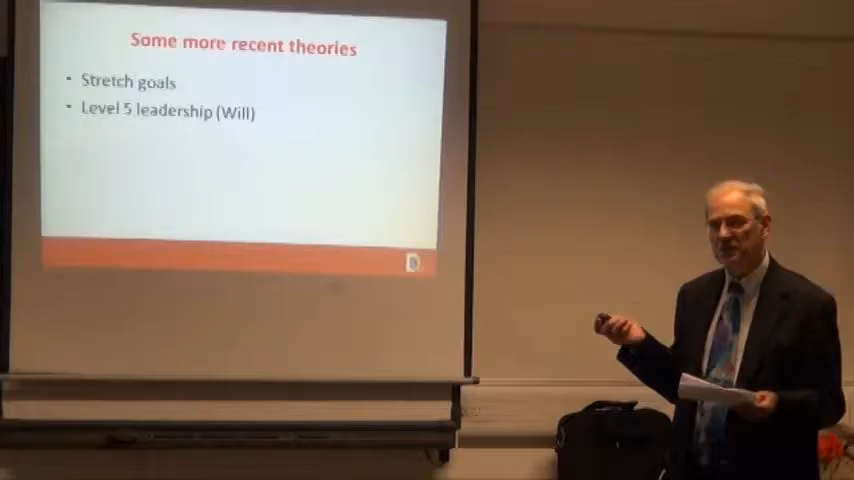 Some more recent theories
• Stretch goals
• Level 5 leadership (Will)
D